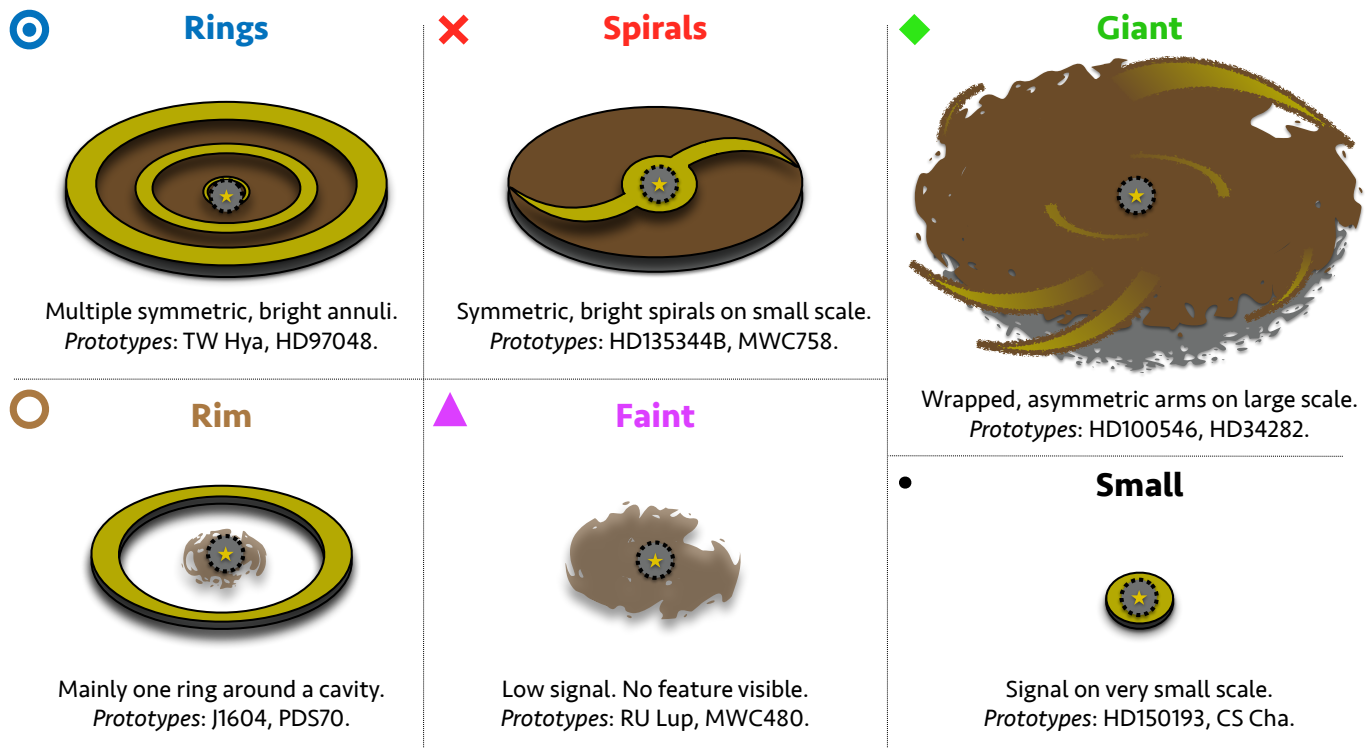 Rings
Multiple symmetric, bright annuli.
Prototypes: TW Hya, HD97048.
Spirals
Symmetric, bright spirals on small scale.
Prototypes: HD135344B, MWC758.
Giant
Wrapped, asymmetric arms on large scale.
Prototypes: HD100546, HD34282.
Rim
Mainly one ring around a cavity.
Prototypes: J1604, PDS70.
Faint
Low signal. No feature visible.
Prototypes: RU Lup, MWC480.
Small
Signal on very small scale.
Prototypes: HD150193, CS Cha.